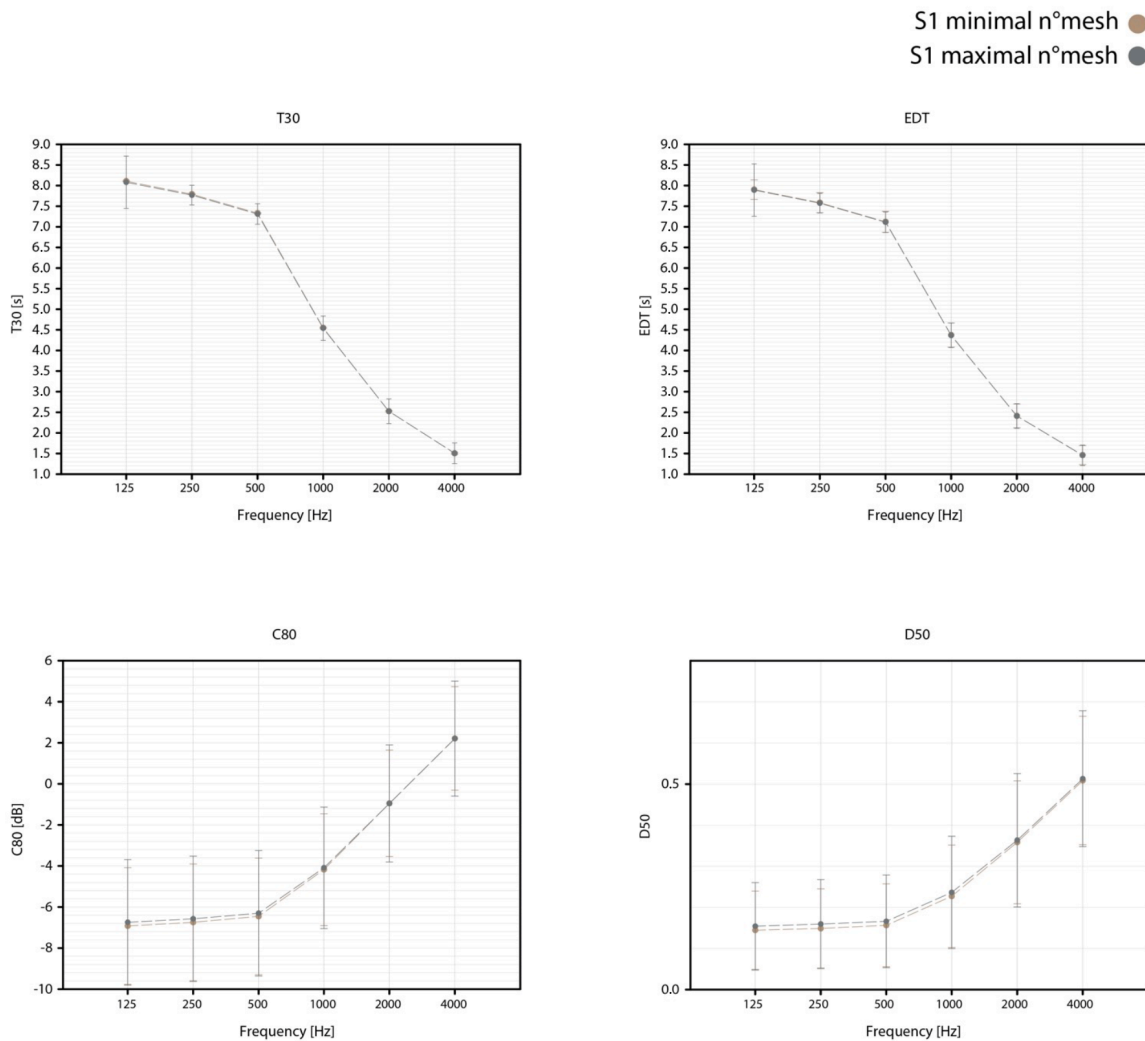 S1 minimal n°mesh
S1 maximal n°mesh
T30
9.0
8.5
8.0
7.5
7.0
6.5
6.0
5.5
5.0
4.5
4.0
3.5
3.0
2.5
2.0
1.5
1.0
T30 [s]
125 250 500 1000 2000 4000
Frequency [Hz]
EDT
9.0
8.5
8.0
7.5
7.0
6.5
6.0
5.5
5.0
4.5
4.0
3.5
3.0
2.5
2.0
1.5
1.0
EDT [s]
125 250 500 1000 2000 4000
Frequency [Hz]
C80
6
4
2
0
-2
-4
-6
-8
-10
C80 [dB]
125 250 500 1000 2000 4000
Frequency [Hz]
D50
0.5
0.0
D50
125 250 500 1000 2000 4000
Frequency [Hz]